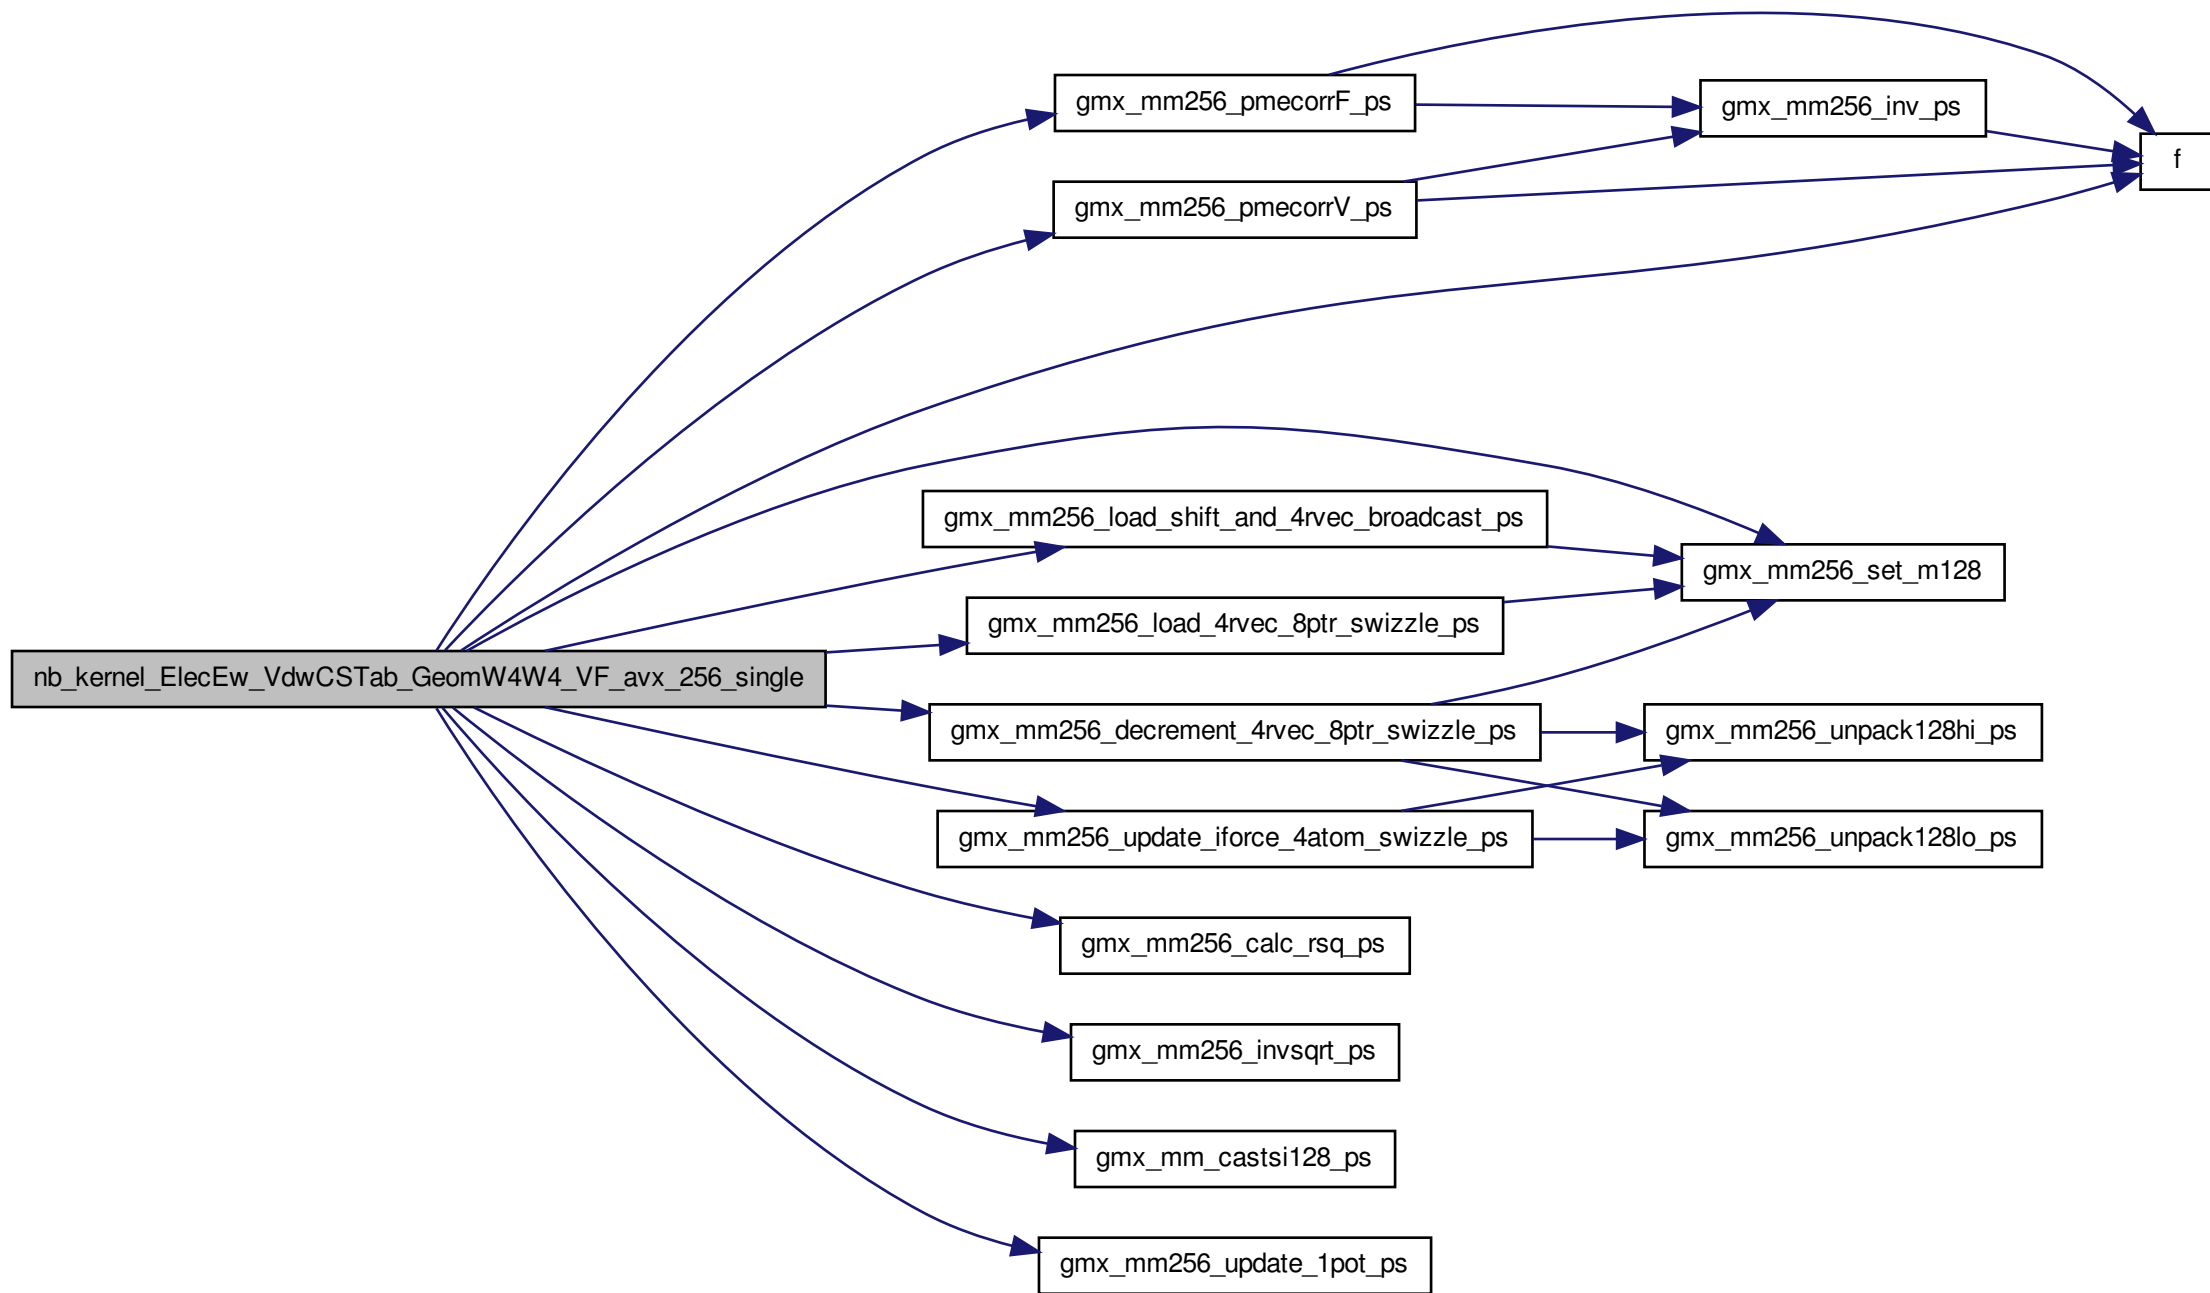 gmx_mm256_pmecorrF_ps
gmx_mm256_inv_ps
f
gmx_mm256_pmecorrV_ps
gmx_mm256_load_shift_and_4rvec_broadcast_ps
gmx_mm256_set_m128
gmx_mm256_load_4rvec_8ptr_swizzle_ps
nb_kernel_ElecEw_VdwCSTab_GeomW4W4_VF_avx_256_single
gmx_mm256_decrement_4rvec_8ptr_swizzle_ps
gmx_mm256_unpack128hi_ps
gmx_mm256_update_iforce_4atom_swizzle_ps
gmx_mm256_unpack128lo_ps
gmx_mm256_calc_rsq_ps
gmx_mm256_invsqrt_ps
gmx_mm_castsi128_ps
gmx_mm256_update_1pot_ps